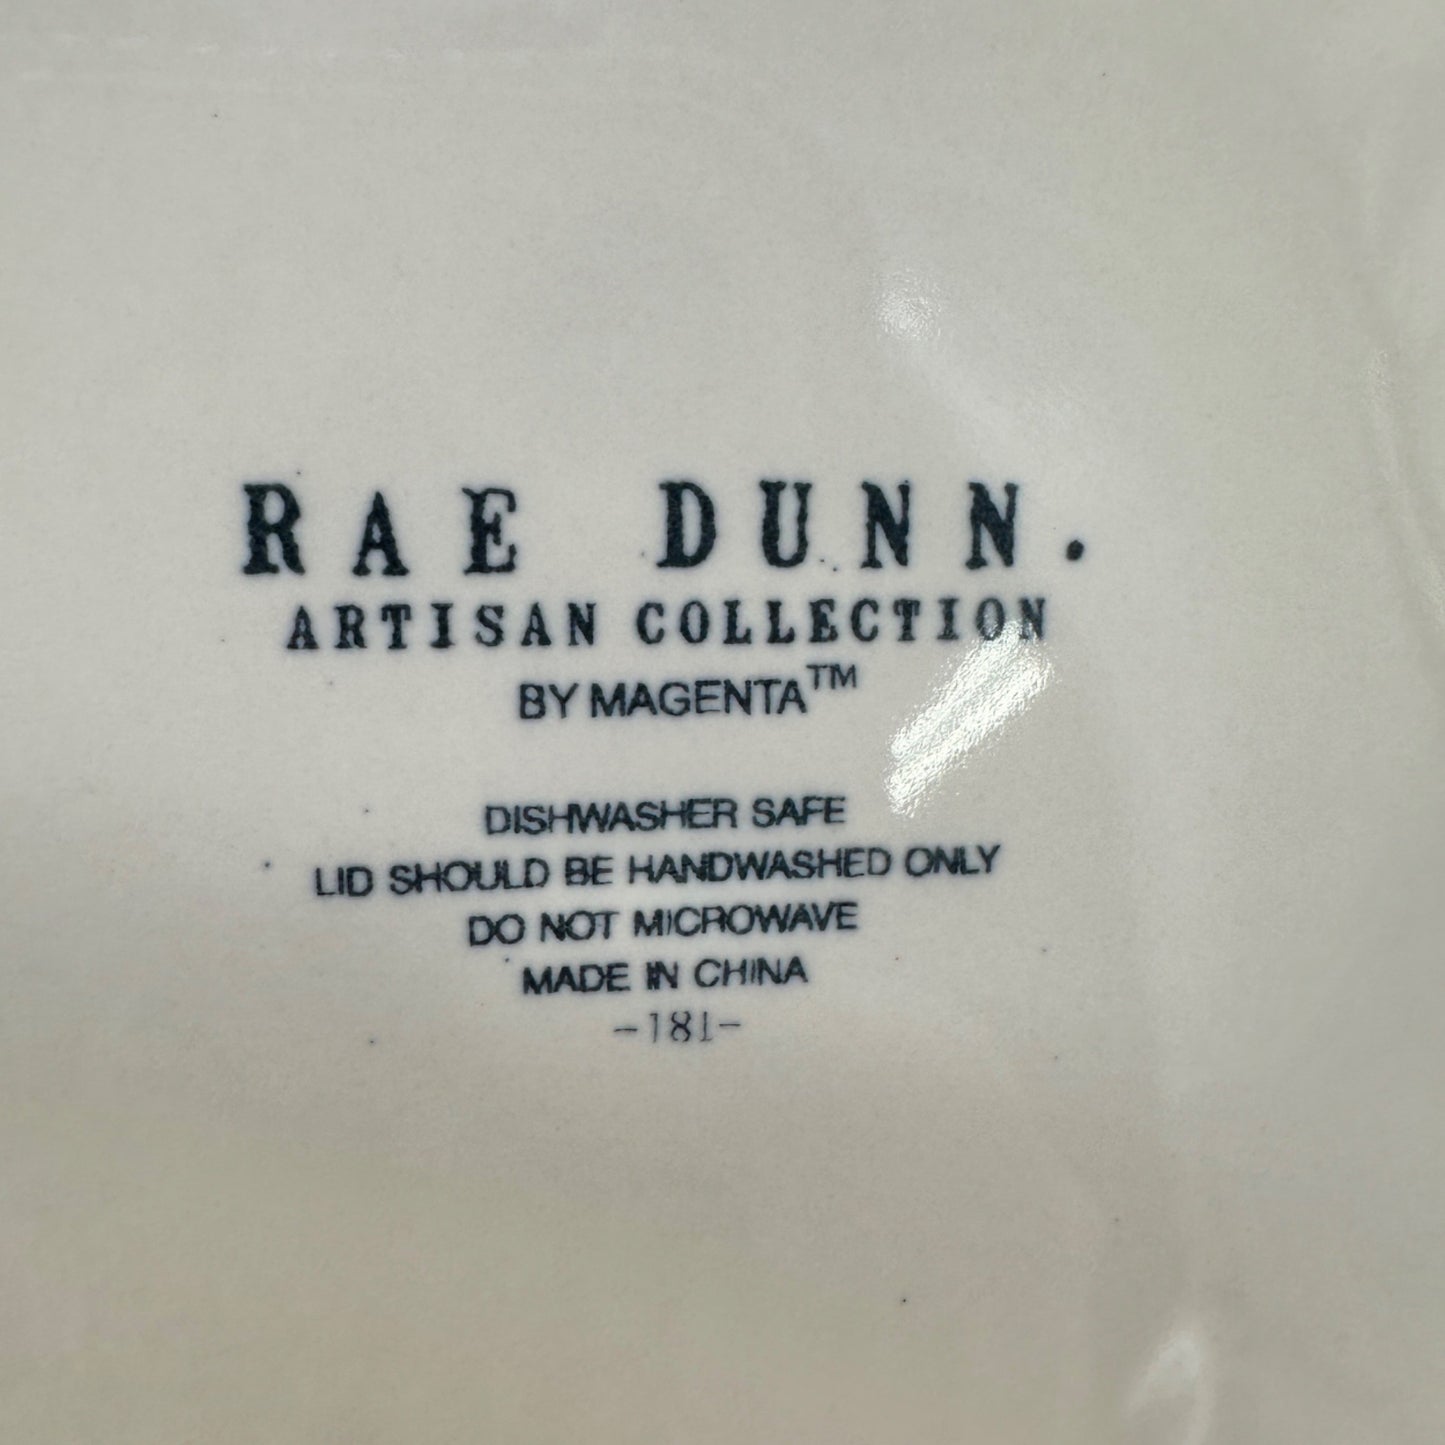 RAE DUNN.
ARTISAN COLLECTION
BY MAGENTA™
DISHWASHER SAFE
LID SHOULD BE HANDWASHED ONLY
DO NOT MICROWAVE
MADE IN CHINA
-181-